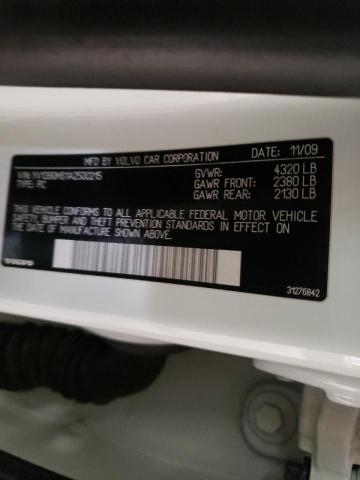 MFD BY VOLVO CAR CORPORATION DATE: 11/09
VIN: YV1390MS1A2500215 GVWR: 4320 LB
TYPE: PC GAWR FRONT: 2380 LB
GAWR REAR: 2130 LB
THIS VEHICLE CONFORMS TO ALL APPLICABLE FEDERAL MOTOR VEHICLE
SAFETY, BUMPER AND THEFT PREVENTION STANDARDS IN EFFECT ON
THE DATE OF MANUFACTURE SHOWN ABOVE.
VOLVO
31276842